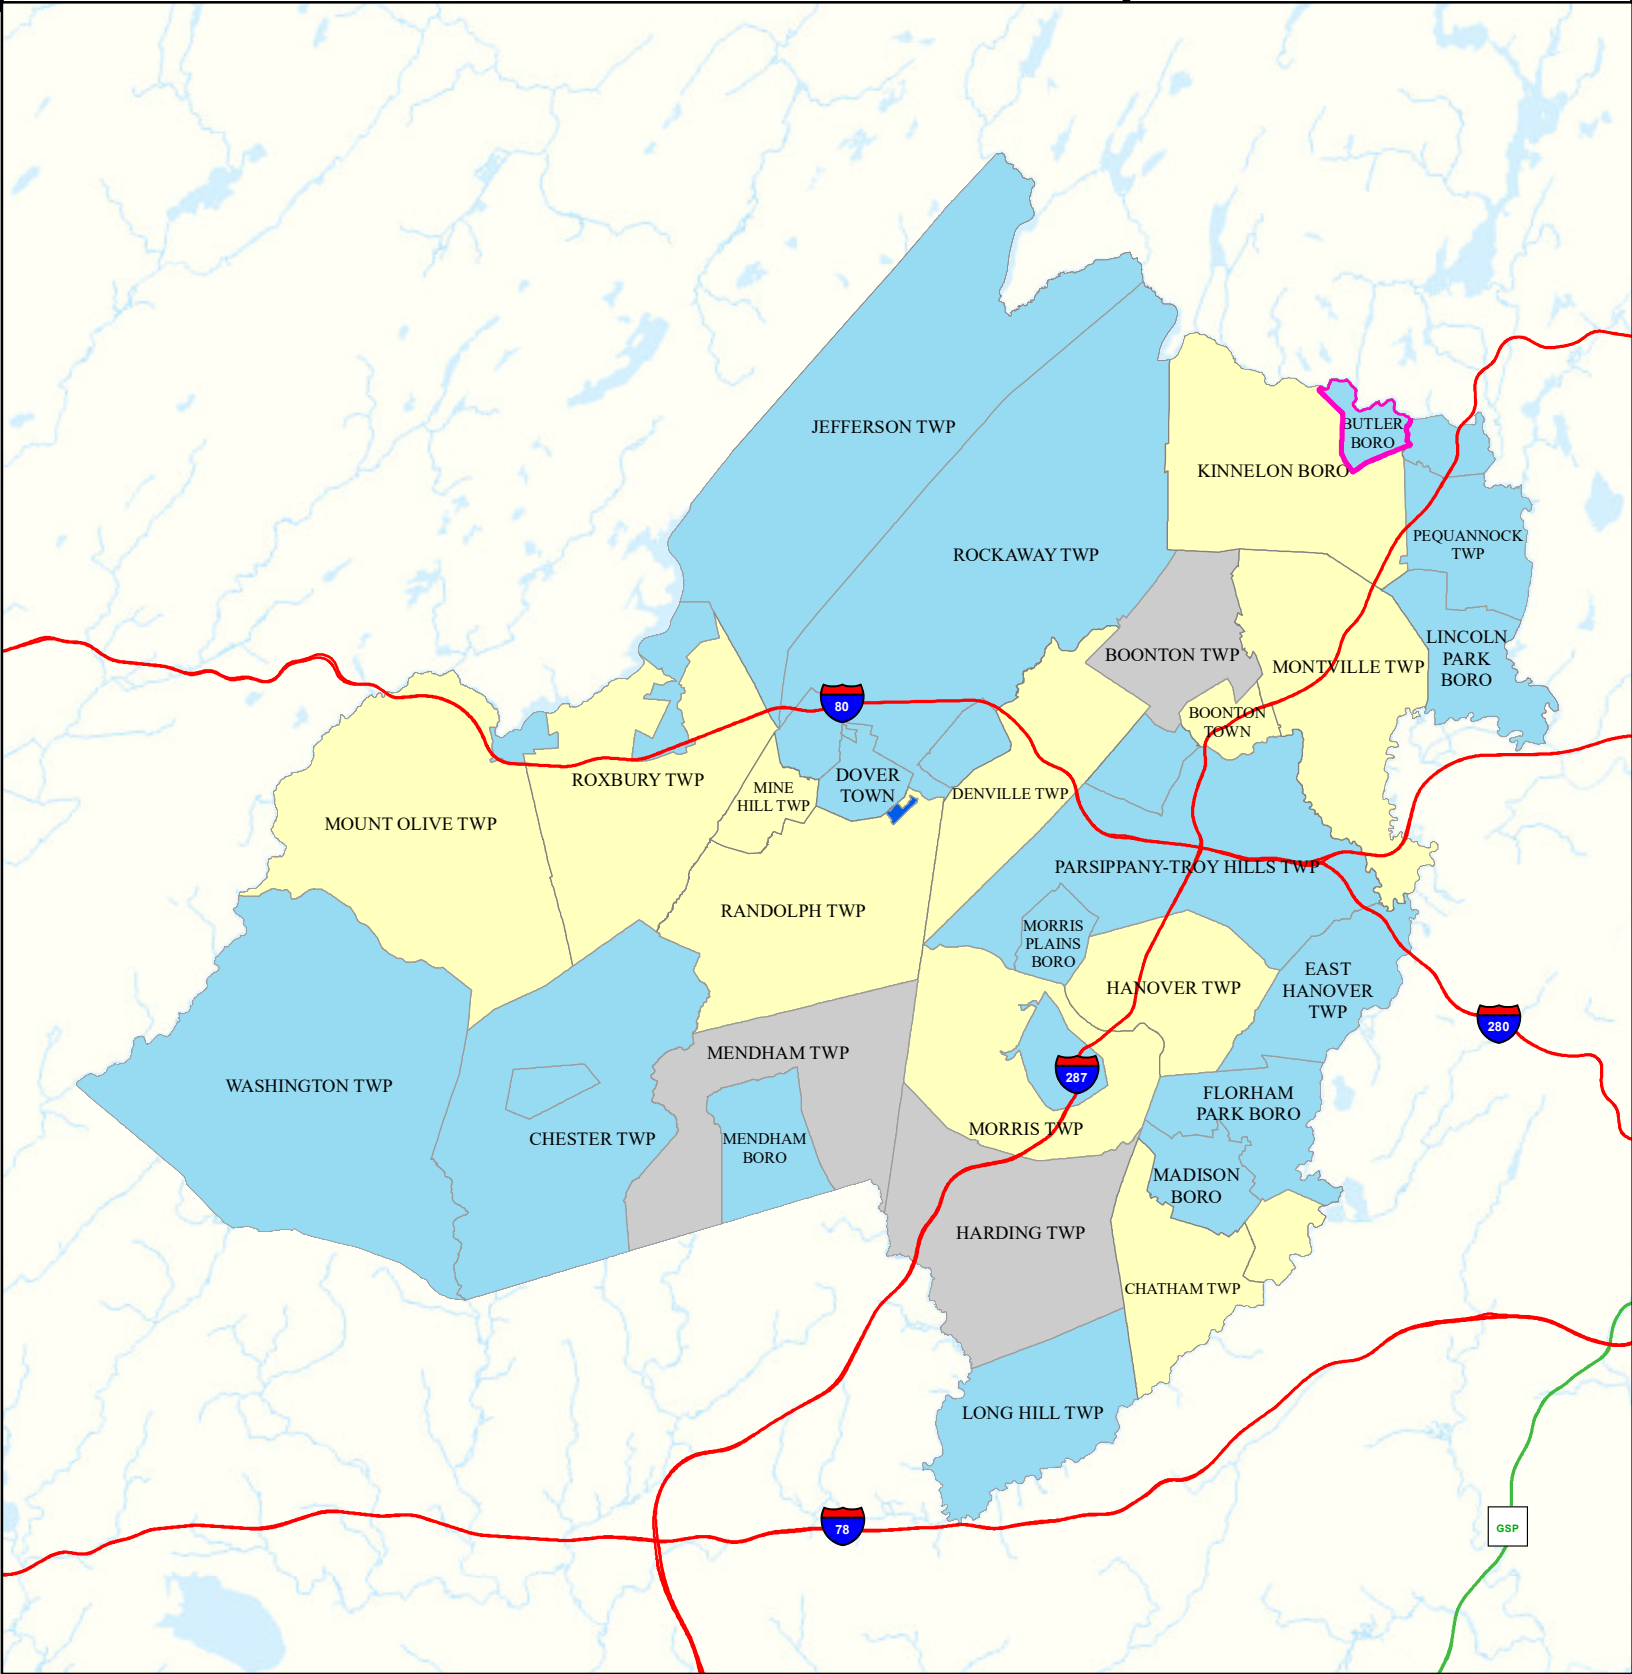 JEFFERSON TWP
BUTLER
BORO
KINNELON BORO
PEQUANNOCK
TWP
ROCKAWAY TWP
LINCOLN
PARK
BORO
BOONTON TWP
MONTVILLE TWP
80
BOONTON
TOWN
ROXBURY TWP
DOVER
TOWN
MINE
HILL TWP
DENVILLE TWP
MOUNT OLIVE TWP
PARSIPPANY-TROY HILLS TWP
RANDOLPH TWP
MORRIS
PLAINS
BORO
EAST
HANOVER
TWP
HANOVER TWP
280
MENDHAM TWP
287
WASHINGTON TWP
FLORHAM
PARK BORO
MORRIS TWP
CHESTER TWP
MENDHAM
BORO
MADISON
BORO
HARDING TWP
CHATHAM TWP
LONG HILL TWP
78
GSP